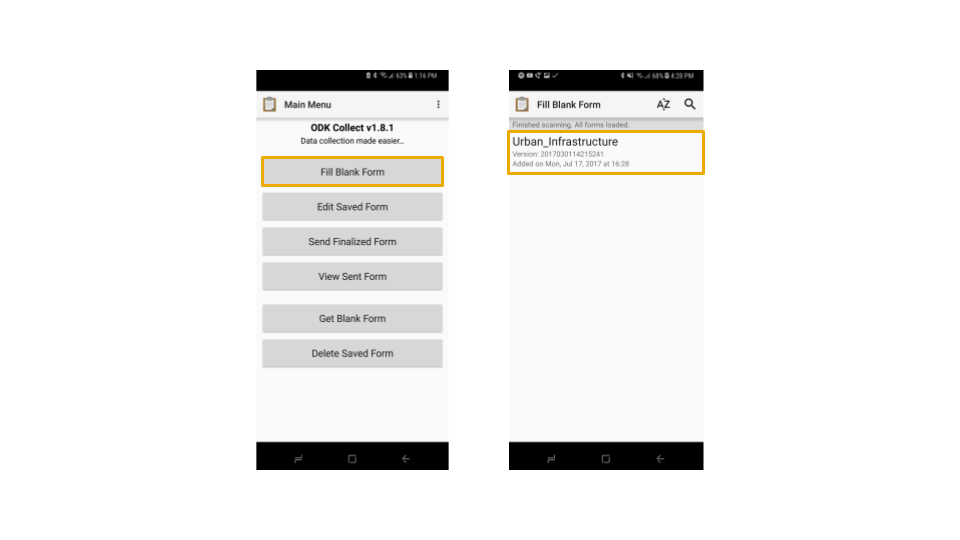 63% 1:16 PM
Main Menu
ODK Collect v1.8.1
Data collection made easier...
Fill Blank Form
Edit Saved Form
Send Finalized Form
View Sent Form
Get Blank Form
Delete Saved Form
68% 4:28 PM
Fill Blank Form
AZ
Finished scanning. All forms loaded.
Urban_Infrastructure
Version: 2017030114215241
Added on Mon, Jul 17, 2017 at 16:28